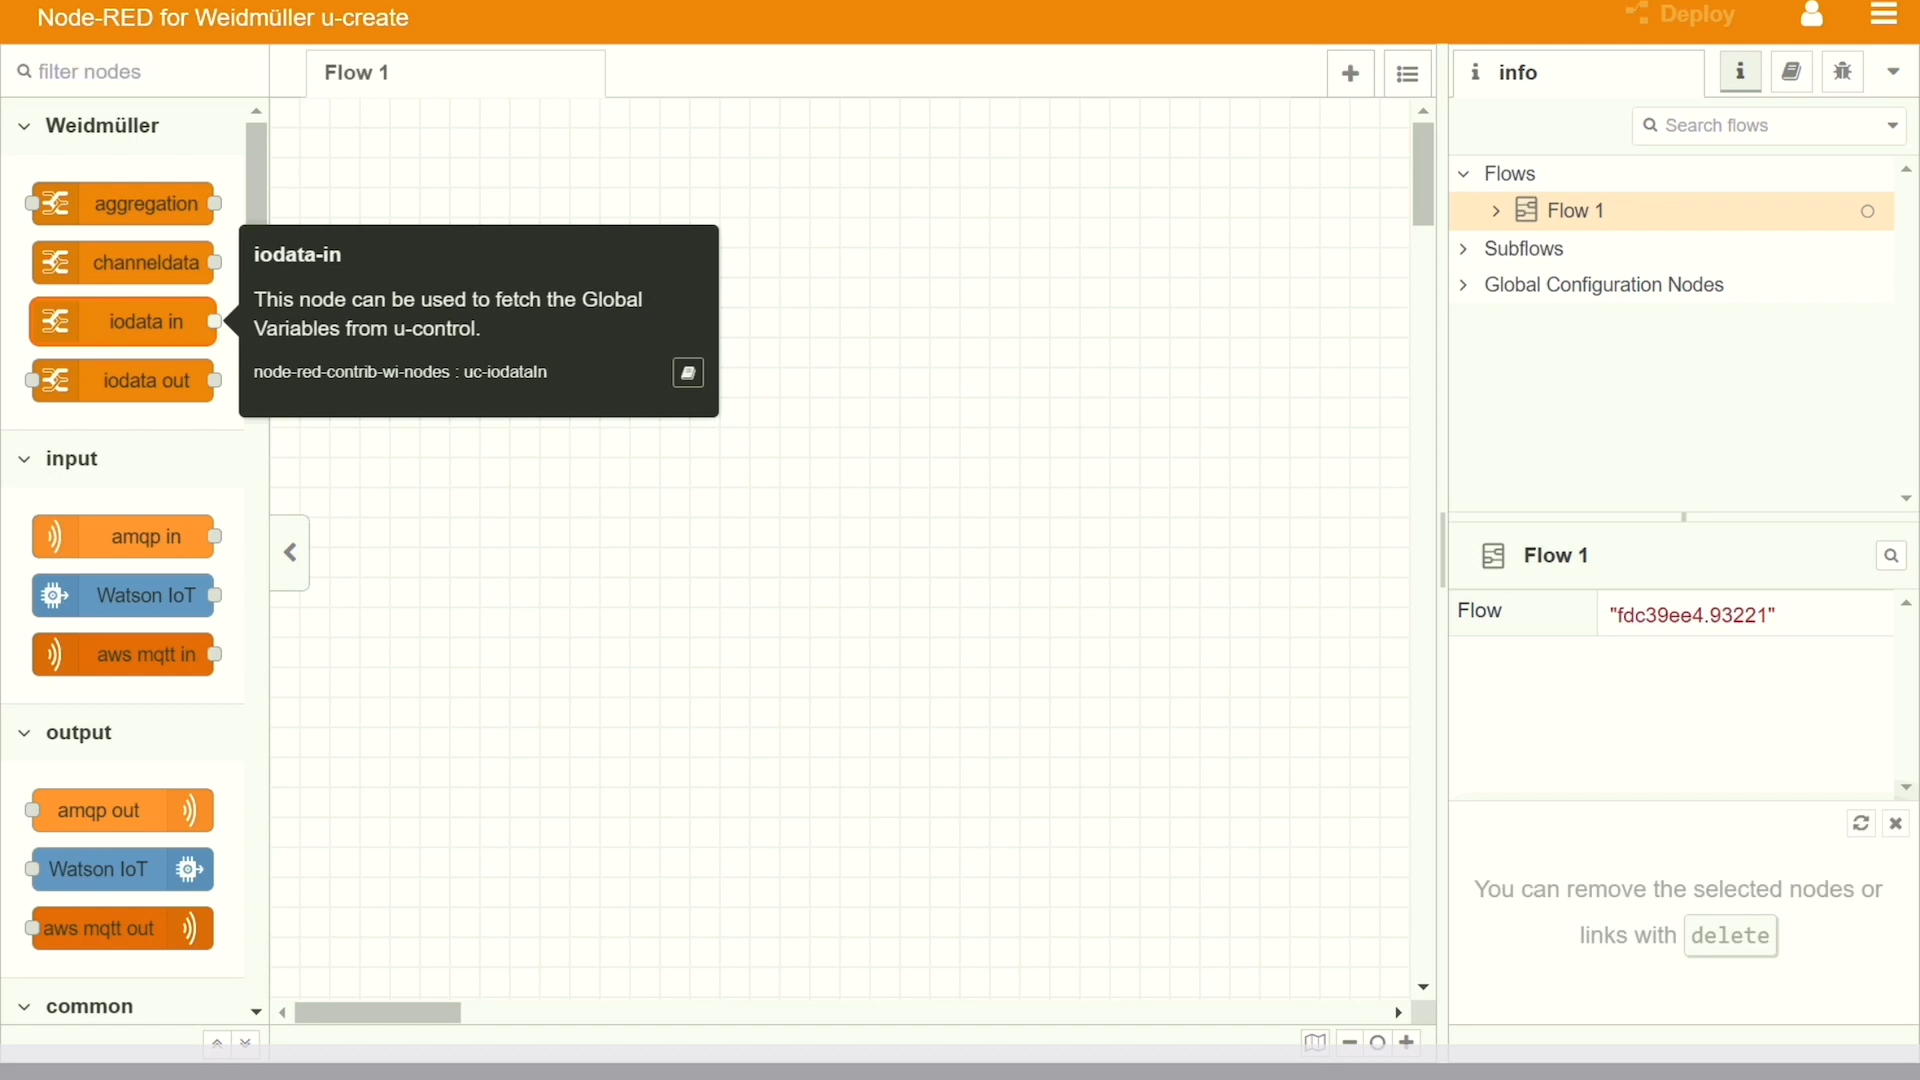 Node-RED for Weidmüller u-create
Deploy
filter nodes
Flow 1
info
Search flows
Weidmüller
aggregation
channeldata
iodata in
iodata out
iodata-in
This node can be used to fetch the Global
Variables from u-control.
node-red-contrib-wi-nodes : uc-iodataIn
input
amqp in
Watson IoT
aws mqtt in
output
amqp out
Watson IoT
aws mqtt out
common
Flows
Flow 1
Subflows
Global Configuration Nodes
Flow 1
Flow "fdc39ee4.93221"
You can remove the selected nodes or
links with delete